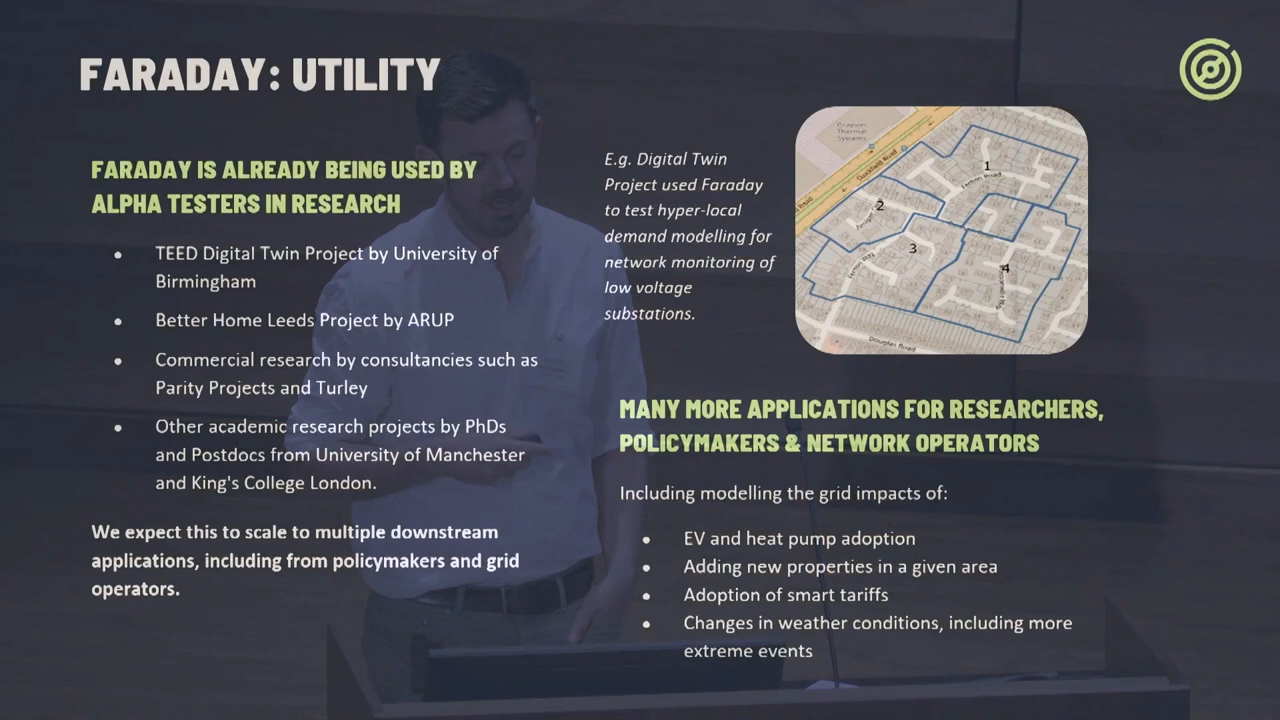 FARADAY: UTILITY
FARADAY IS ALREADY BEING USED BY
ALPHA TESTERS IN RESEARCH
• TEED Digital Twin Project by University of
Birmingham
• Better Home Leeds Project by ARUP
• Commercial research by consultancies such as
Parity Projects and Turley
• Other academic research projects by PhDs
and Postdocs from University of Manchester
and King's College London.
We expect this to scale to multiple downstream
applications, including from policymakers and grid
operators.
E.g. Digital Twin
Project used Faraday
to test hyper-local
demand modelling for
network monitoring of
low voltage
substations.
1
2
3
4
Douglas Road
MANY MORE APPLICATIONS FOR RESEARCHERS,
POLICYMAKERS & NETWORK OPERATORS
Including modelling the grid impacts of:
• EV and heat pump adoption
• Adding new properties in a given area
• Adoption of smart tariffs
• Changes in weather conditions, including more
extreme events